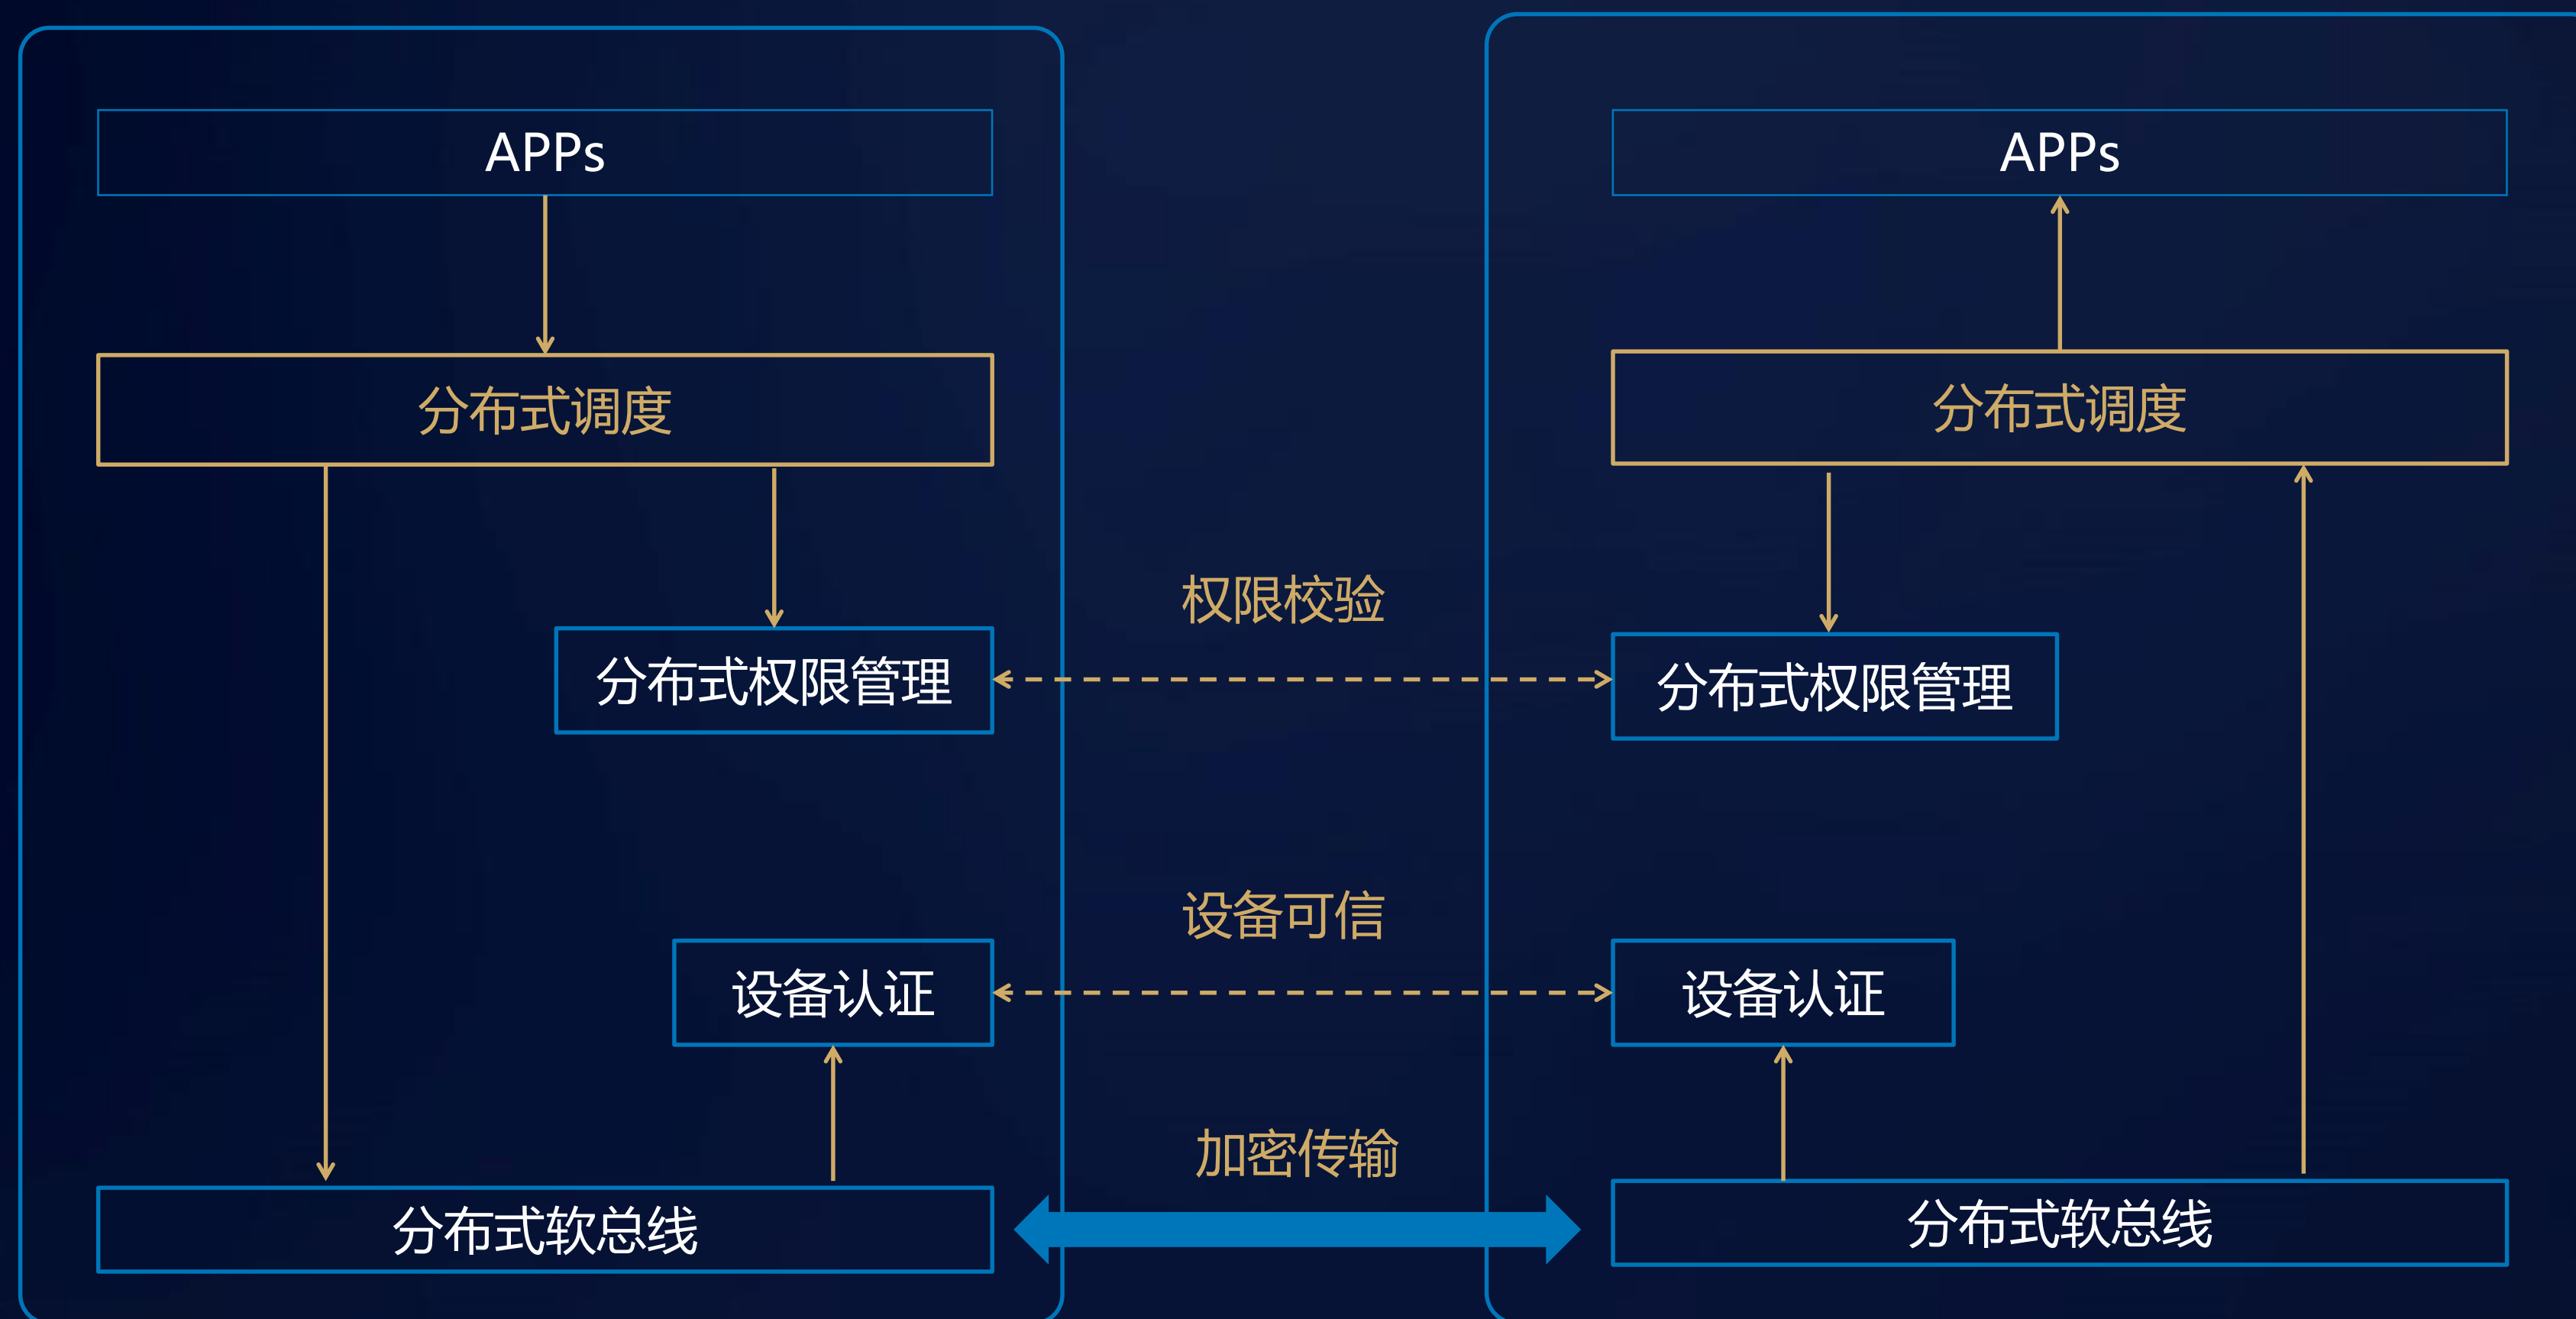 APPs
APPs
分布式调度
分布式调度
权限校验
分布式权限管理
分布式权限管理
设备可信
设备认证
设备认证
加密传输
分布式软总线
分布式软总线